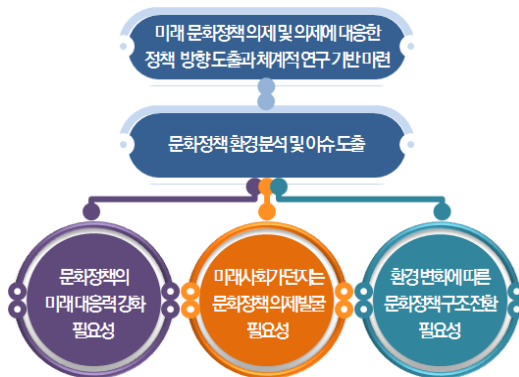 미래 문화정책 의제 및 의제에 대응한
정책 방향 도출과 체계적 연구 기반 마련
문화정책 환경 분석 및 이슈 도출
문화정책의
미래 대응력 강화
필요성
미래사회가 던지는
문화정책 의제발굴
필요성
환경 변화에 따른
문화정책 구조전환
필요성